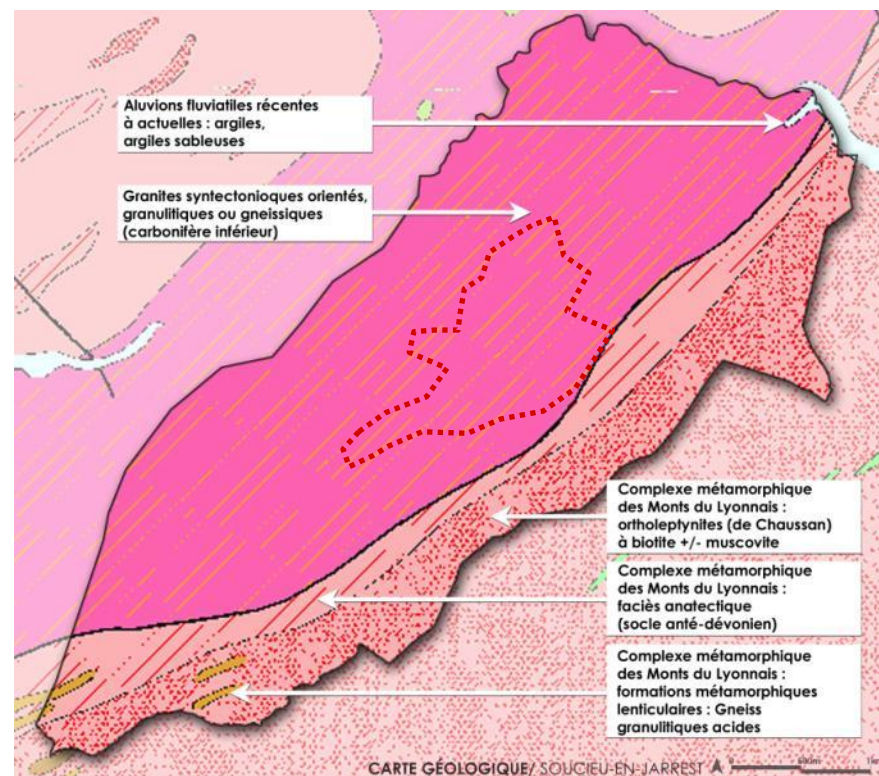 Aluvions fluviatiles récentes
à actuelles : argiles,
argiles sableuses
Granites syntectonioques orientés,
granulitiques ou gneissiques
(carbonifère inférieur)
Complexe métamorphique
des Monts du Lyonnais :
ortholeptynites (de Chaussan)
à biotite +/- muscovite
Complexe métamorphique
des Monts du Lyonnais :
faciès anatectique
(socle anté-dévonien)
Complexe métamorphique
des Monts du Lyonnais :
formations métamorphiques
lenticulaires : Gneiss
granulitiques acides
CARTE GÉOLOGIQUE/ SOUCIEU-EN-JARREST
0